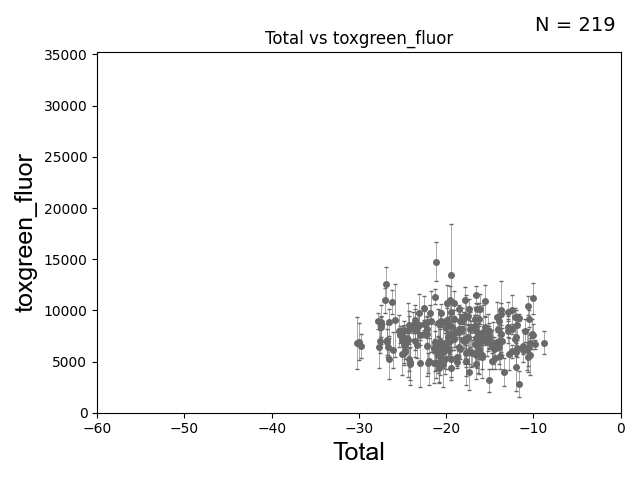 N = 219
Total vs toxgreen_fluor
35000
30000
25000
20000
15000
10000
5000
0
toxgreen_fluor
−60 −50 −40 −30 −20 −10 0
Total